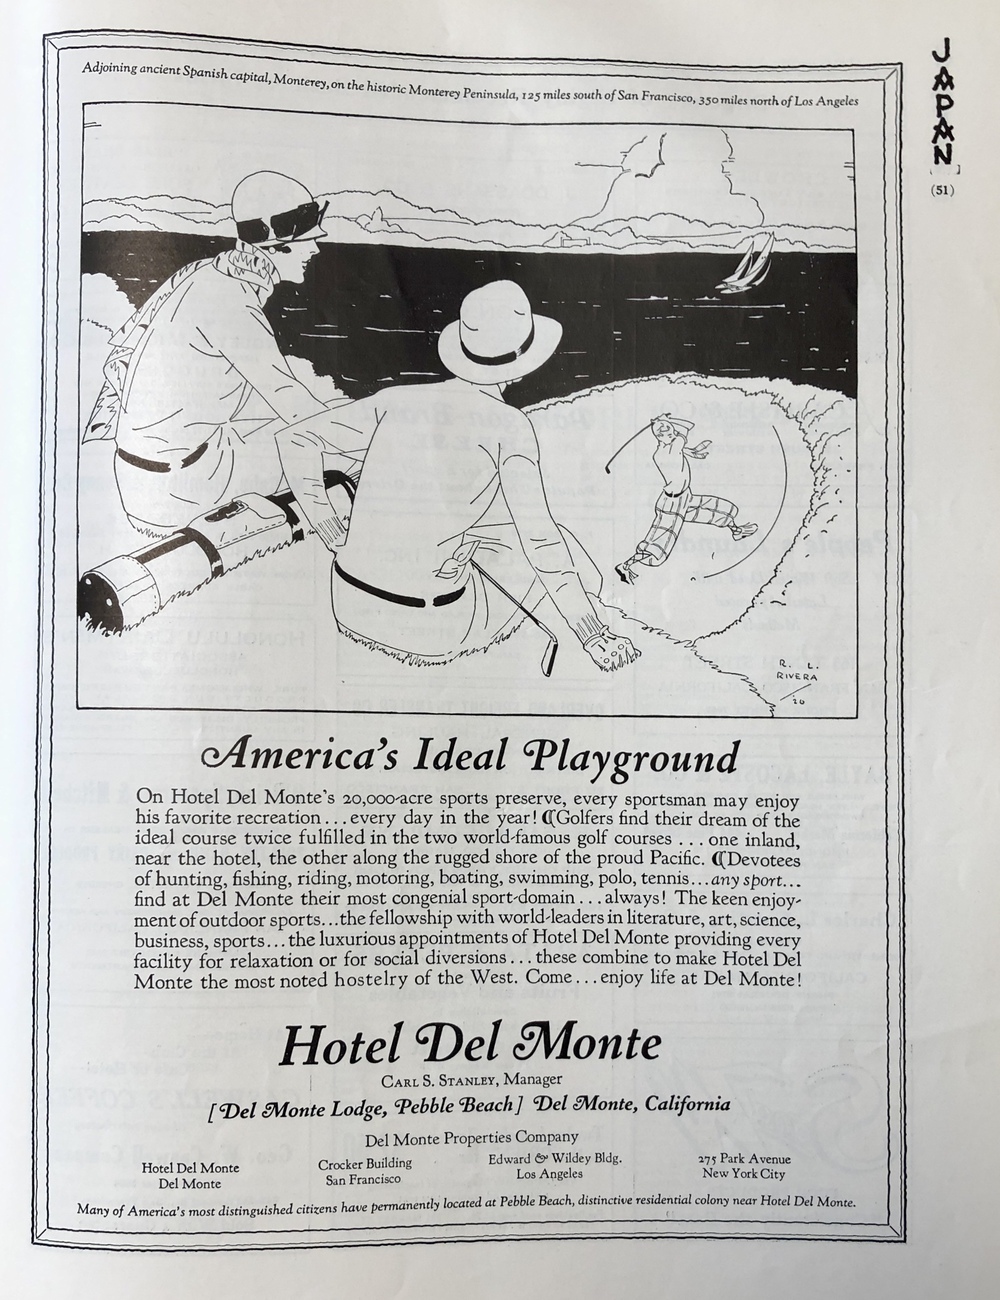 JAPAN
(51)
Adjoining ancient Spanish capital, Monterey, on the historic Monterey Peninsula, 125 miles south of San Francisco, 350 miles north of Los Angeles
R. L.
RIVERA
'26
America's Ideal Playground
On Hotel Del Monte's 20,000-acre sports preserve, every sportsman may enjoy
his favorite recreation...every day in the year! ⸿Golfers find their dream of the
ideal course twice fulfilled in the two world-famous golf courses ... one inland,
near the hotel, the other along the rugged shore of the proud Pacific. ⸿Devotees
of hunting, fishing, riding, motoring, boating, swimming, polo, tennis...any sport...
find at Del Monte their most congenial sport-domain ... always! The keen enjoy-
ment of outdoor sports...the fellowship with world-leaders in literature, art, science,
business, sports...the luxurious appointments of Hotel Del Monte providing every
facility for relaxation or for social diversions ... these combine to make Hotel Del
Monte the most noted hostelry of the West. Come...enjoy life at Del Monte!
Hotel Del Monte
Carl S. Stanley, Manager
[Del Monte Lodge, Pebble Beach] Del Monte, California
Del Monte Properties Company
Hotel Del Monte
Del Monte
Crocker Building
San Francisco
Edward & Wildey Bldg.
Los Angeles
275 Park Avenue
New York City
Many of America's most distinguished citizens have permanently located at Pebble Beach, distinctive residential colony near Hotel Del Monte.